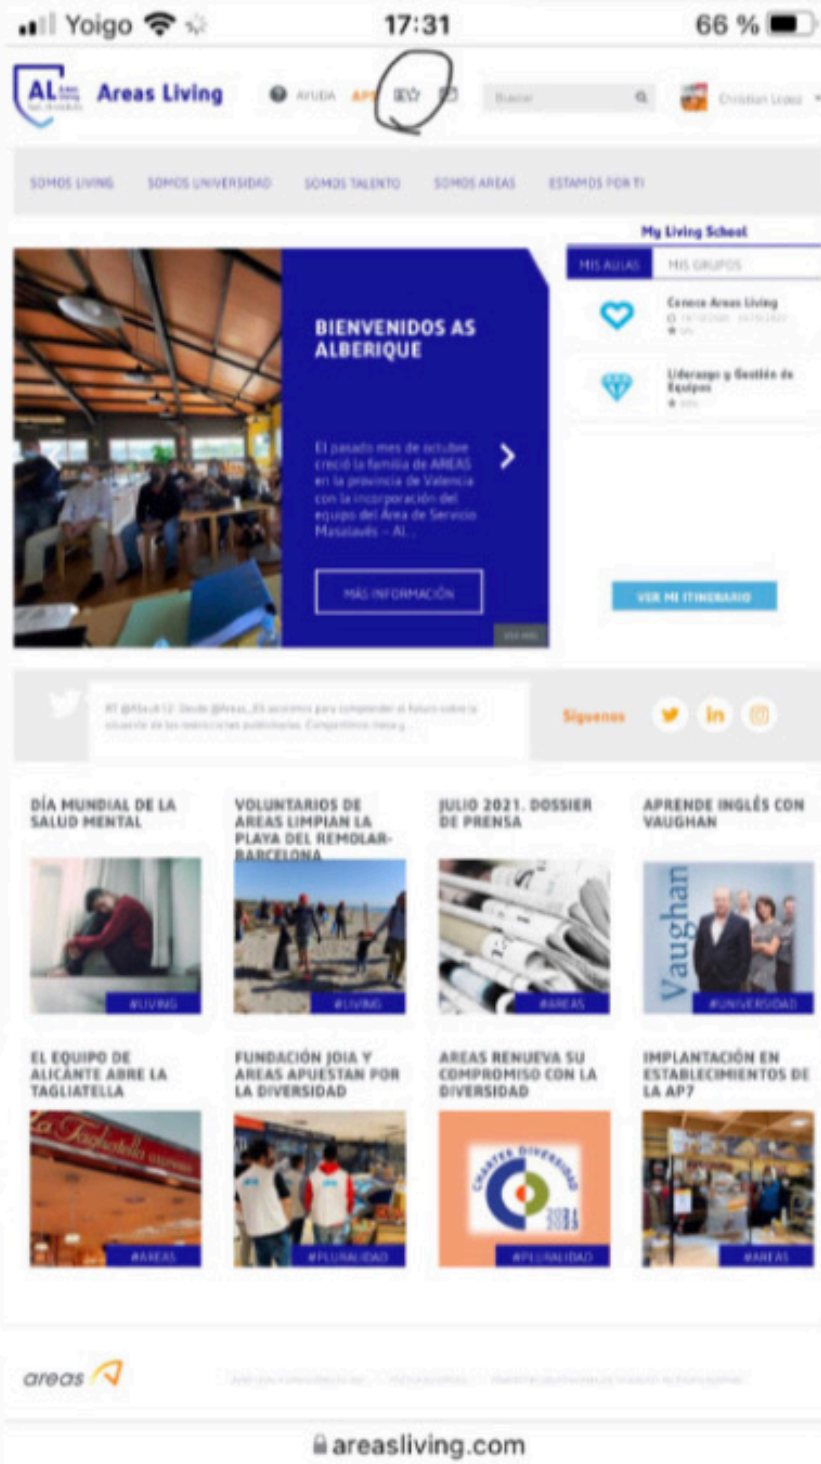 Yoigo 17:31 66 %
AL Areas Living AYUDA APP Buscar Christian Lopez
SOMOS LIVING SOMOS UNIVERSIDAD SOMOS TALENTO SOMOS AREAS ESTAMOS POR TI
My Living School
MIS AULAS MIS GRUPOS
Conoce Areas Living
Liderazgo y Gestión de
Equipos
BIENVENIDOS AS
ALBERIQUE
El pasado mes de octubre
creció la familia de AREAS
en la provincia de Valencia
con la incorporación del
equipo del Área de Servicio
Masalavés – Al...
MÁS INFORMACIÓN
VER MÁS
VER MI ITINERARIO
Síguenos in
DÍA MUNDIAL DE LA
SALUD MENTAL
#LIVING
VOLUNTARIOS DE
AREAS LIMPIAN LA
PLAYA DEL REMOLAR-
BARCELONA
#LIVING
JULIO 2021. DOSSIER
DE PRENSA
#AREAS
APRENDE INGLÉS CON
VAUGHAN
Vaughan
#UNIVERSIDAD
EL EQUIPO DE
ALICANTE ABRE LA
TAGLIATELLA
La Tagliatella
#AREAS
FUNDACIÓN JOIA Y
AREAS APUESTAN POR
LA DIVERSIDAD
#PLURALIDAD
AREAS RENUEVA SU
COMPROMISO CON LA
DIVERSIDAD
CHARTER DIVERSIDAD
#PLURALIDAD
IMPLANTACIÓN EN
ESTABLECIMIENTOS DE
LA AP7
#AREAS
areas
areasliving.com